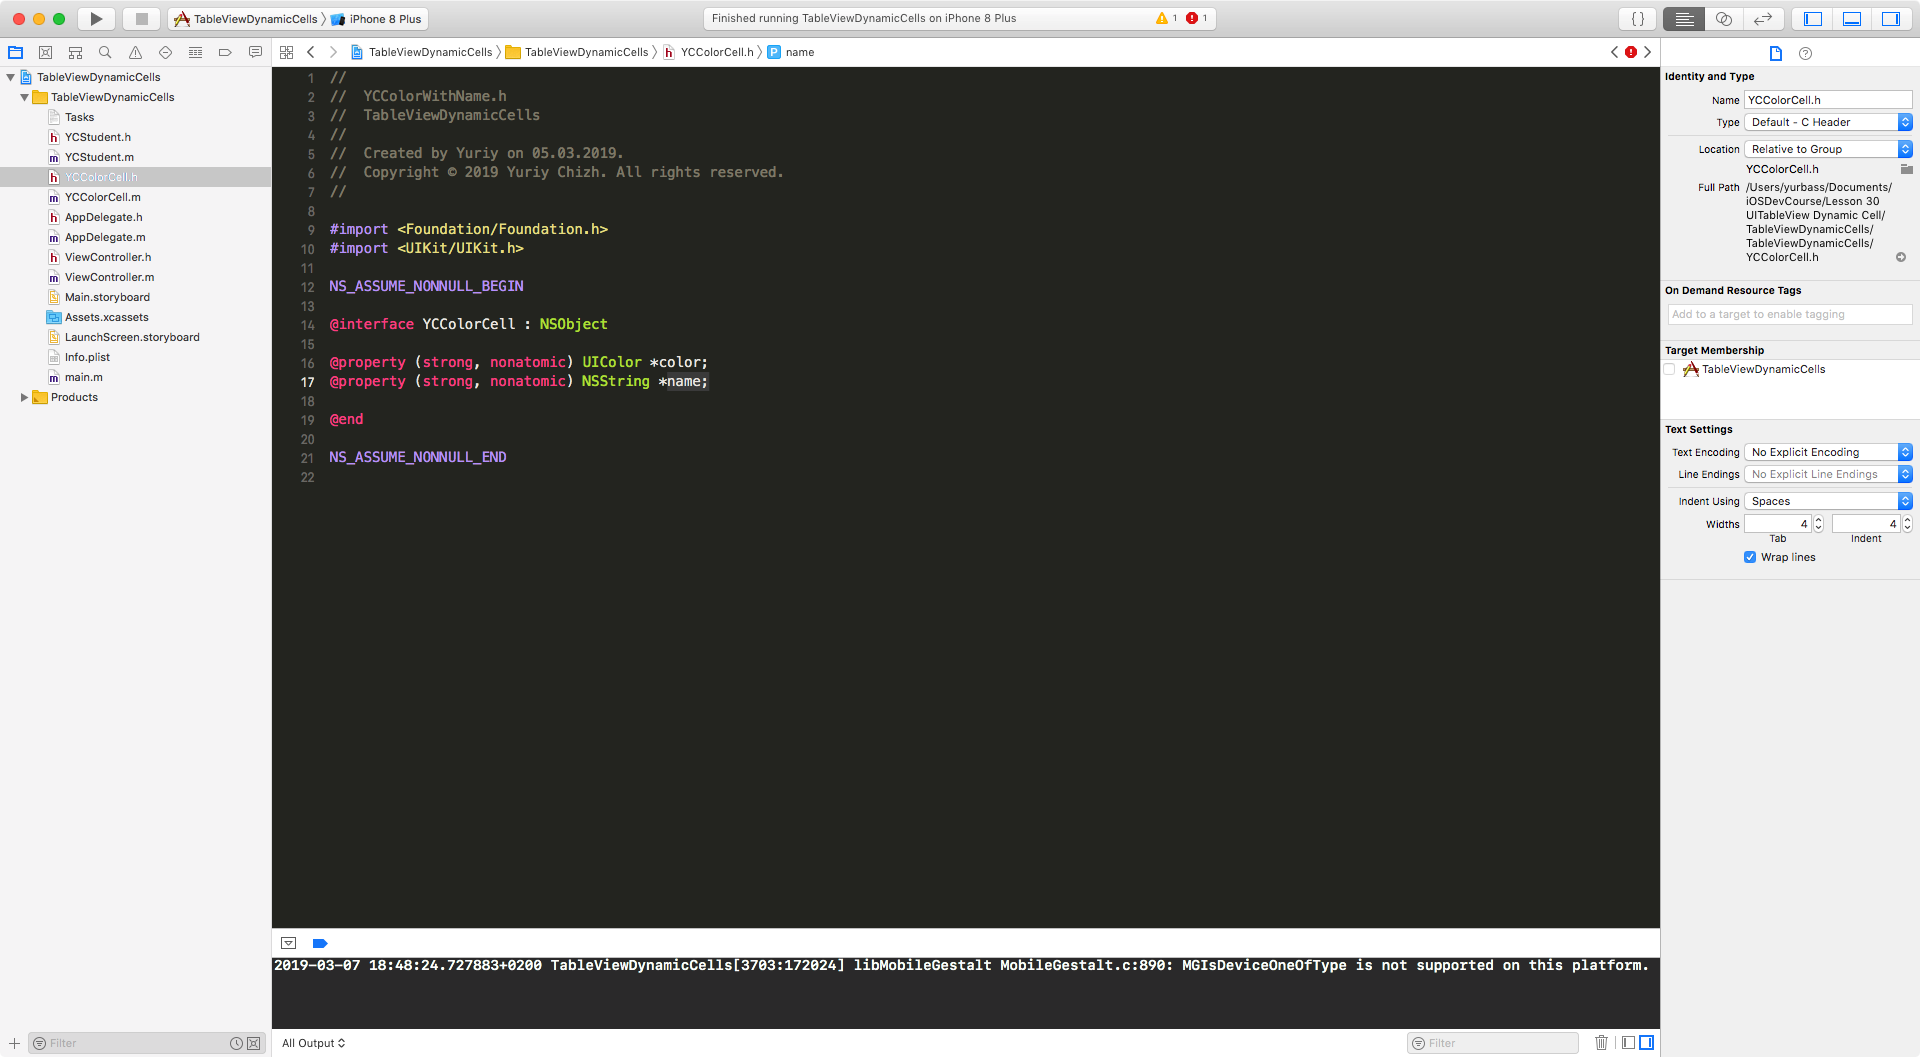 TableViewDynamicCells
iPhone 8 Plus
Finished running TableViewDynamicCells on iPhone 8 Plus
1
1
{}
TableViewDynamicCells
TableViewDynamicCells
YCColorCell.h
P name
TableViewDynamicCells
TableViewDynamicCells
Tasks
YCStudent.h
YCStudent.m
YCColorCell.h
YCColorCell.m
AppDelegate.h
AppDelegate.m
ViewController.h
ViewController.m
Main.storyboard
Assets.xcassets
LaunchScreen.storyboard
Info.plist
main.m
Products
Filter
1 //
2 //  YCColorWithName.h
3 //  TableViewDynamicCells
4 //
5 //  Created by Yuriy on 05.03.2019.
6 //  Copyright © 2019 Yuriy Chizh. All rights reserved.
7 //
8
9 #import <Foundation/Foundation.h>
10 #import <UIKit/UIKit.h>
11
12 NS_ASSUME_NONNULL_BEGIN
13
14 @interface YCColorCell : NSObject
15
16 @property (strong, nonatomic) UIColor *color;
17 @property (strong, nonatomic) NSString *name;
18
19 @end
20
21 NS_ASSUME_NONNULL_END
22
2019-03-07 18:48:24.727883+0200 TableViewDynamicCells[3703:172024] libMobileGestalt MobileGestalt.c:890: MGIsDeviceOneOfType is not supported on this platform.
All Output
Filter
Identity and Type
Name YCColorCell.h
Type Default - C Header
Location Relative to Group
YCColorCell.h
Full Path /Users/yurbass/Documents/
iOSDevCourse/Lesson 30
UITableView Dynamic Cell/
TableViewDynamicCells/
TableViewDynamicCells/
YCColorCell.h
On Demand Resource Tags
Add to a target to enable tagging
Target Membership
TableViewDynamicCells
Text Settings
Text Encoding No Explicit Encoding
Line Endings No Explicit Line Endings
Indent Using Spaces
Widths 4 4
Tab Indent
Wrap lines